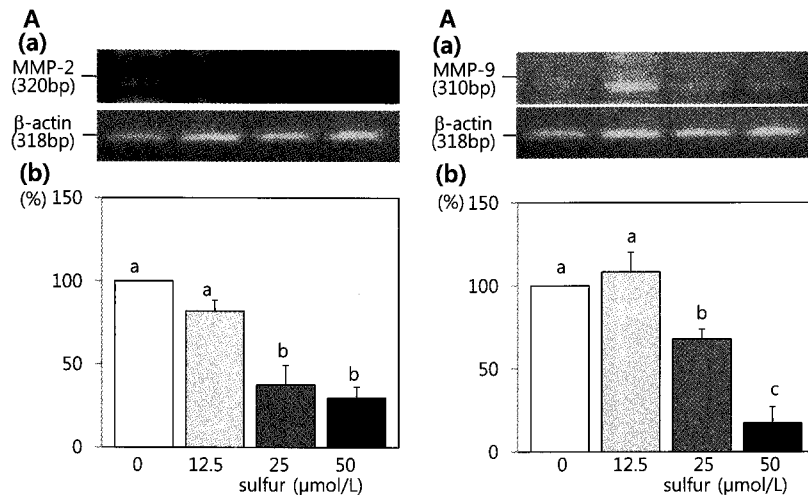 A
(a)
MMP-2
(320bp)
β-actin
(318bp)
(b)
(%)
150
100
50
0
a
a
b
b
0 12.5 25 50
sulfur (μmol/L)
A
(a)
MMP-9
(310bp)
β-actin
(318bp)
(b)
(%)
150
100
50
0
a
a
b
c
0 12.5 25 50
sulfur (μmol/L)